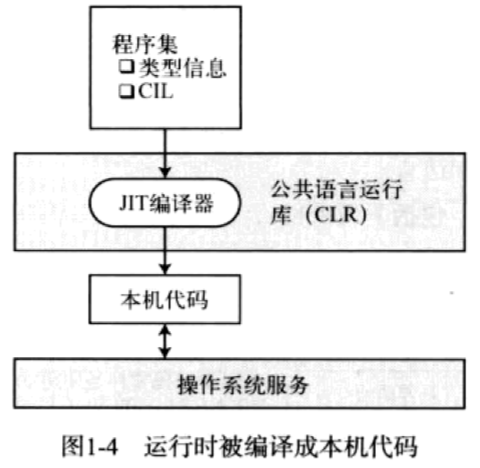 程序集
❑类型信息
❑CIL
JIT编译器
公共语言运行
库（CLR）
本机代码
操作系统服务
图1-4 运行时被编译成本机代码